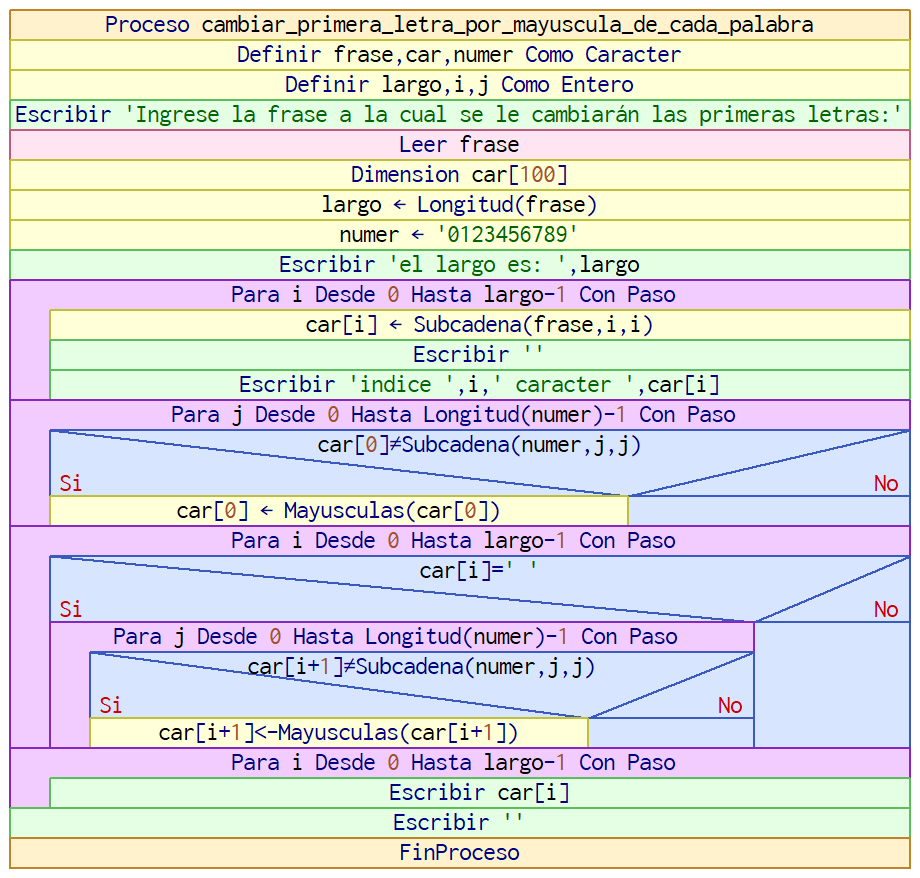 Proceso cambiar_primera_letra_por_mayuscula_de_cada_palabra
Definir frase,car,numer Como Caracter
Definir largo,i,j Como Entero
Escribir 'Ingrese la frase a la cual se le cambiarán las primeras letras:'
Leer frase
Dimension car[100]
largo ← Longitud(frase)
numer ← '0123456789'
Escribir 'el largo es: ',largo
Para i Desde 0 Hasta largo-1 Con Paso
car[i] ← Subcadena(frase,i,i)
Escribir ''
Escribir 'indice ',i,' caracter ',car[i]
Para j Desde 0 Hasta Longitud(numer)-1 Con Paso
car[0]≠Subcadena(numer,j,j)
Si No
car[0] ← Mayusculas(car[0])
Para i Desde 0 Hasta largo-1 Con Paso
car[i]=' '
Si No
Para j Desde 0 Hasta Longitud(numer)-1 Con Paso
car[i+1]≠Subcadena(numer,j,j)
Si No
car[i+1]<-Mayusculas(car[i+1])
Para i Desde 0 Hasta largo-1 Con Paso
Escribir car[i]
Escribir ''
FinProceso